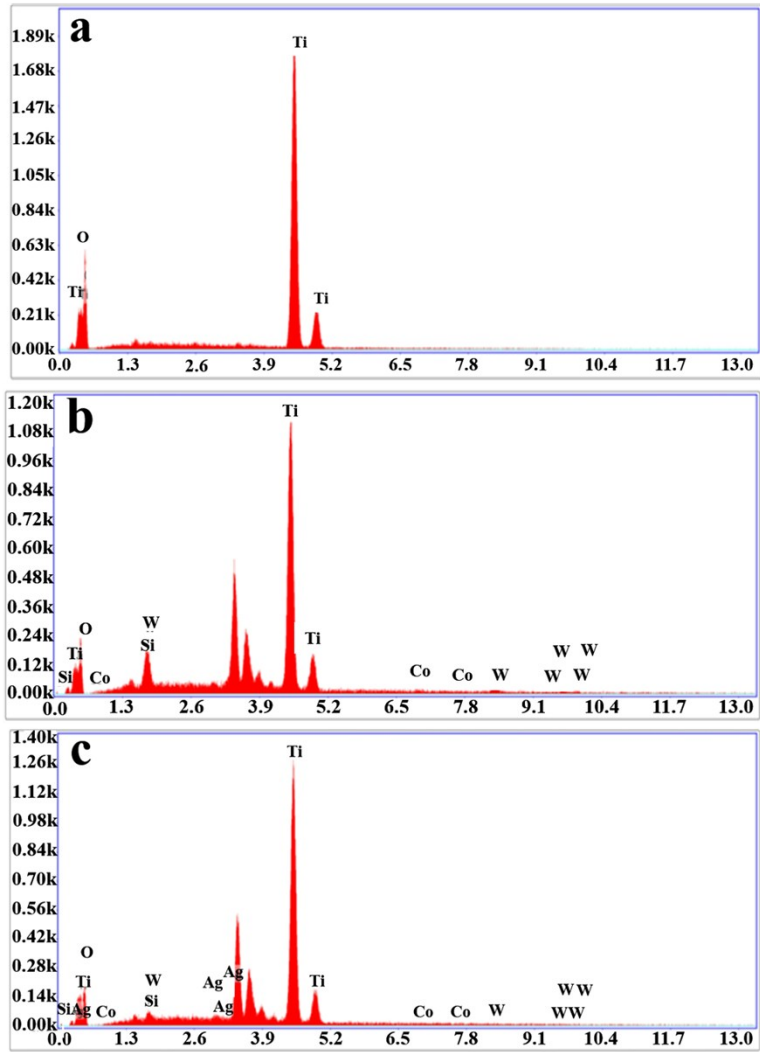 a
1.89k
1.68k
1.47k
1.26k
1.05k
0.84k
0.63k
0.42k
0.21k
0.00k
Ti
O
Ti
Ti
0.0 1.3 2.6 3.9 5.2 6.5 7.8 9.1 10.4 11.7 13.0
b
1.20k
1.08k
0.96k
0.84k
0.72k
0.60k
0.48k
0.36k
0.24k
0.12k
0.00k
Ti
W
O
Si
Ti
Ti
W W
Si
Co
Co Co W W W
0.0 1.3 2.6 3.9 5.2 6.5 7.8 9.1 10.4 11.7 13.0
c
1.40k
1.26k
1.12k
0.98k
0.84k
0.70k
0.56k
0.42k
0.28k
0.14k
0.00k
Ti
O
Ag
Ti W Ag Ti
W W
Si
Si Ag Co Ag
Co Co W W W
0.0 1.3 2.6 3.9 5.2 6.5 7.8 9.1 10.4 11.7 13.0